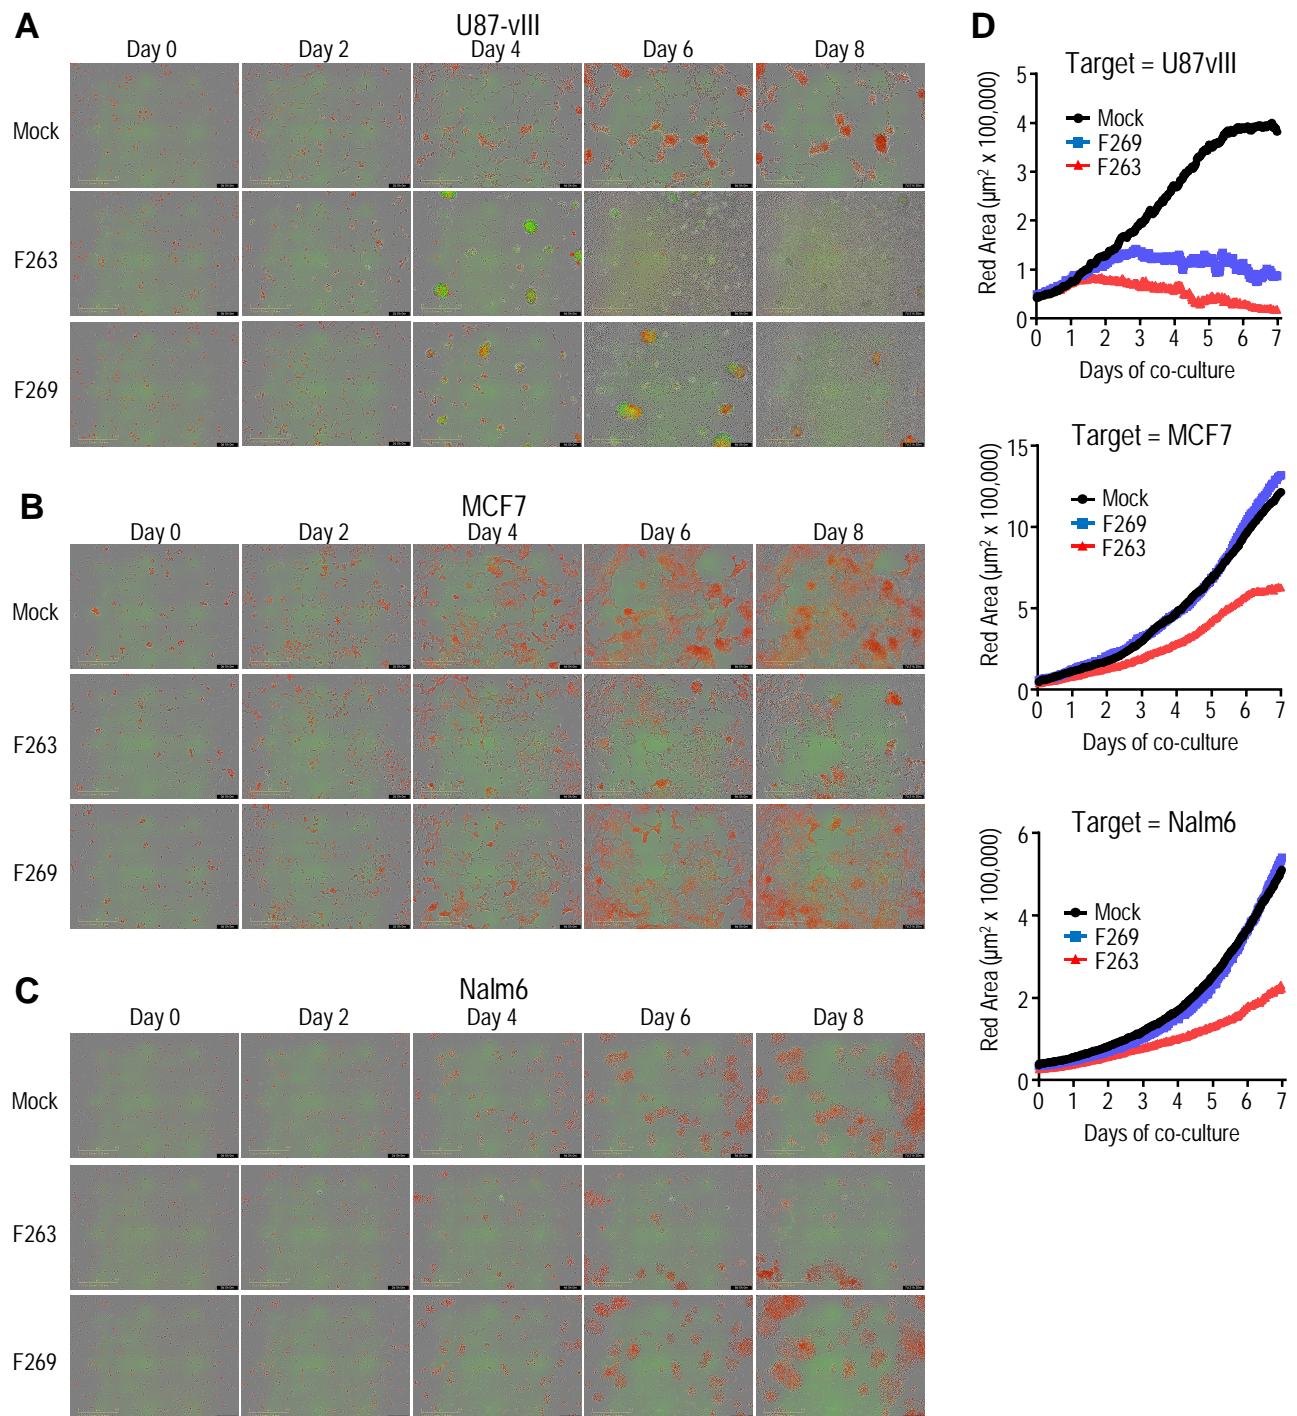 A
U87-vIII
Day 0 Day 2 Day 4 Day 6 Day 8
Mock
F263
F269
B
MCF7
Day 0 Day 2 Day 4 Day 6 Day 8
Mock
F263
F269
C
Nalm6
Day 0 Day 2 Day 4 Day 6 Day 8
Mock
F263
F269
D
Target = U87vIII
Red Area (µm² x 100,000)
5
4
3
2
1
0
Mock
F269
F263
0 1 2 3 4 5 6 7
Days of co-culture
Target = MCF7
Red Area (µm² x 100,000)
15
10
5
0
Mock
F269
F263
0 1 2 3 4 5 6 7
Days of co-culture
Target = Nalm6
Red Area (µm² x 100,000)
6
4
2
0
Mock
F269
F263
0 1 2 3 4 5 6 7
Days of co-culture